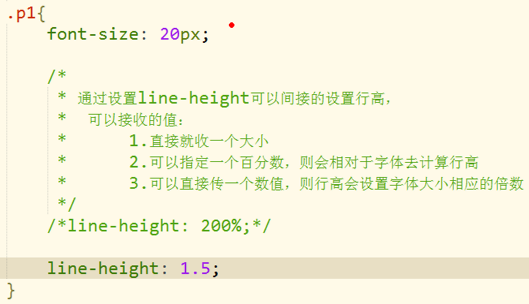 .p1{
font-size: 20px;
/*
* 通过设置line-height可以间接的设置行高，
* 可以接收的值：
* 1.直接就收一个大小
* 2.可以指定一个百分数，则会相对于字体去计算行高
* 3.可以直接传一个数值，则行高会设置字体大小相应的倍数
*/
/*line-height: 200%;*/
line-height: 1.5;
}